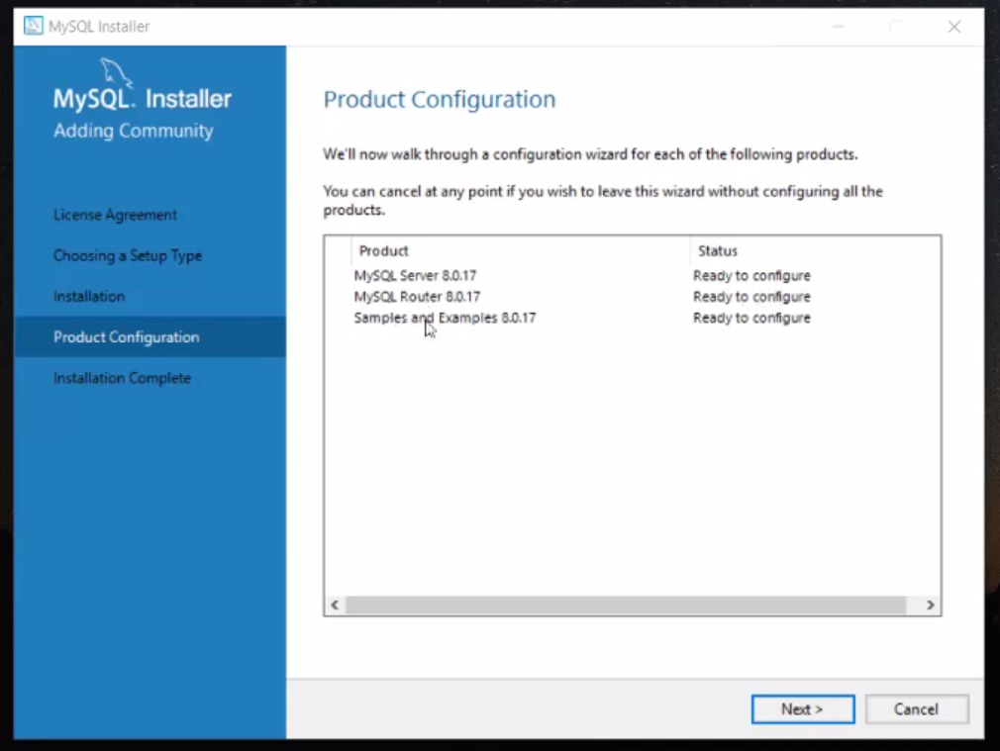 MySQL Installer
MySQL. Installer
Adding Community
License Agreement
Choosing a Setup Type
Installation
Product Configuration
Installation Complete
Product Configuration
We'll now walk through a configuration wizard for each of the following products.
You can cancel at any point if you wish to leave this wizard without configuring all the
products.
Product Status
MySQL Server 8.0.17 Ready to configure
MySQL Router 8.0.17 Ready to configure
Samples and Examples 8.0.17 Ready to configure
Next > Cancel